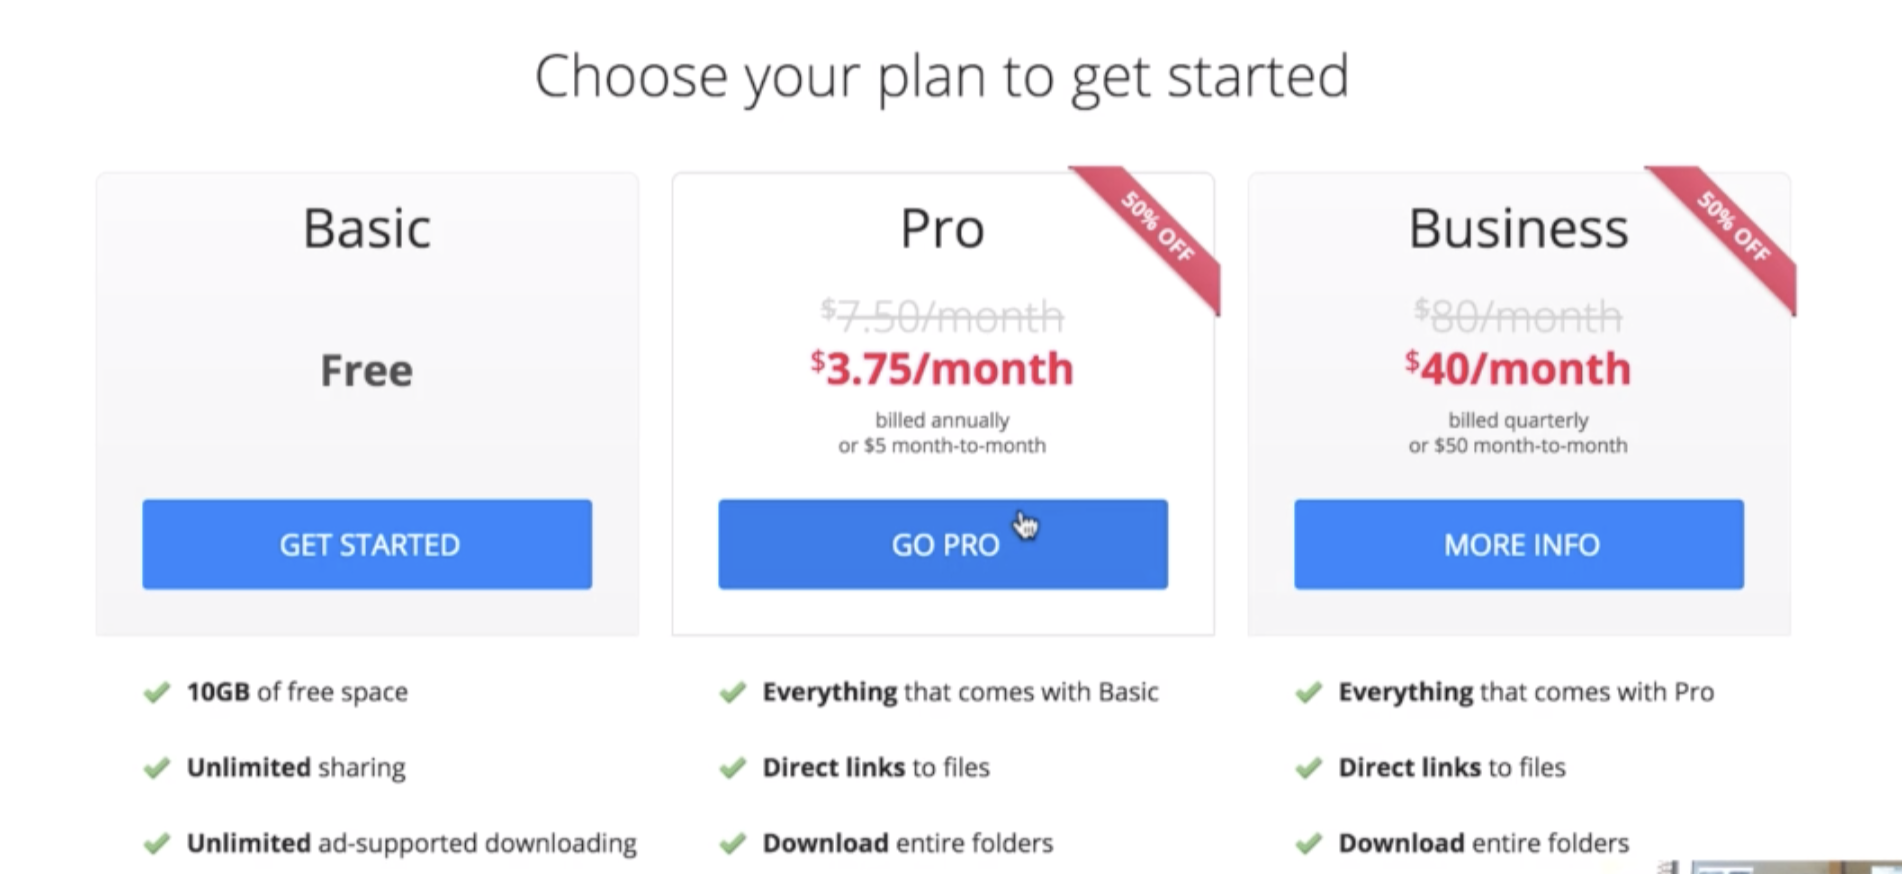 Choose your plan to get started
Basic
Free
GET STARTED
10GB of free space
Unlimited sharing
Unlimited ad-supported downloading
50% OFF
Pro
$7.50/month
$3.75/month
billed annually
or $5 month-to-month
GO PRO
Everything that comes with Basic
Direct links to files
Download entire folders
50% OFF
Business
$80/month
$40/month
billed quarterly
or $50 month-to-month
MORE INFO
Everything that comes with Pro
Direct links to files
Download entire folders